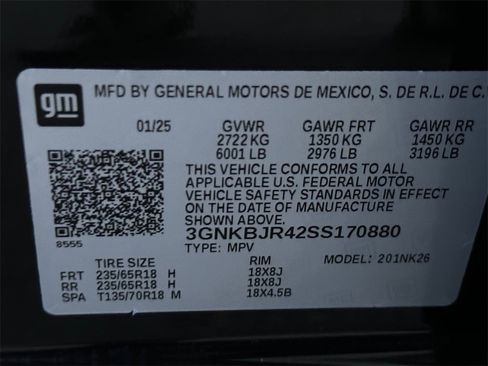 gm MFD BY GENERAL MOTORS DE MEXICO, S. DE R.L. DE C.
01/25 GVWR GAWR FRT GAWR RR
2722 KG 1350 KG 1450 KG
6001 LB 2976 LB 3196 LB
THIS VEHICLE CONFORMS TO ALL
APPLICABLE U.S. FEDERAL MOTOR
VEHICLE SAFETY STANDARDS IN EFFECT
ON THE DATE OF MANUFACTURE
SHOWN ABOVE.
3GNKBJR42SS170880
8555
TYPE: MPV
TIRE SIZE RIM MODEL: 201NK26
FRT 235/65R18 H 18X8J
RR 235/65R18 H 18X8J
SPA T135/70R18 M 18X4.5B